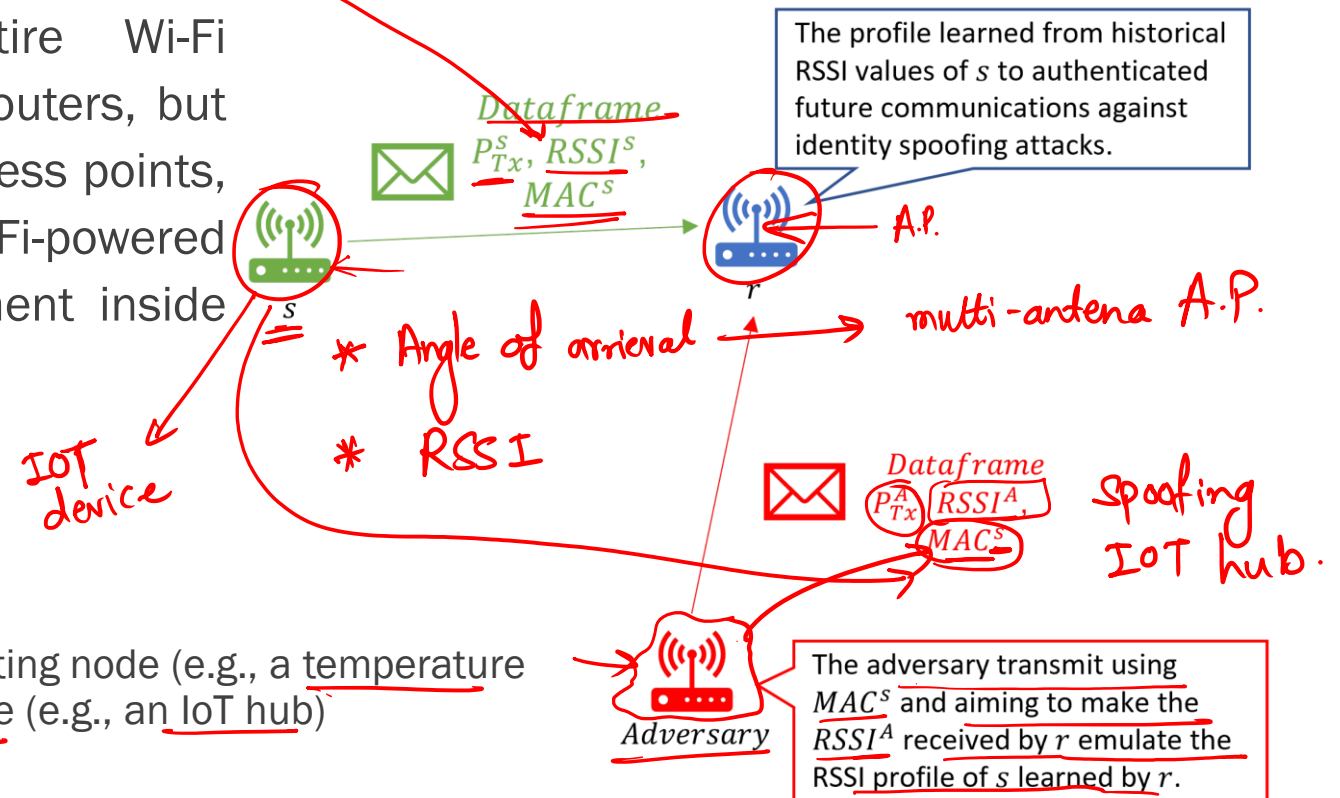 tire Wi-Fi
outers, but
ess points,
Fi-powered
nent inside
The profile learned from historical
RSSI values of s to authenticated
future communications against
identity spoofing attacks.
Dataframe
P_Tx^s, RSSI^s,
MAC^s
A.P.
s
r
* Angle of arrieval → multi-antena A.P.
* RSSI
IOT
device
Dataframe
P_Tx^A, RSSI^A,
MAC^s
Spoofing
IOT hub.
ting node (e.g., a temperature
e (e.g., an IoT hub)
Adversary
The adversary transmit using
MAC^s and aiming to make the
RSSI^A received by r emulate the
RSSI profile of s learned by r.